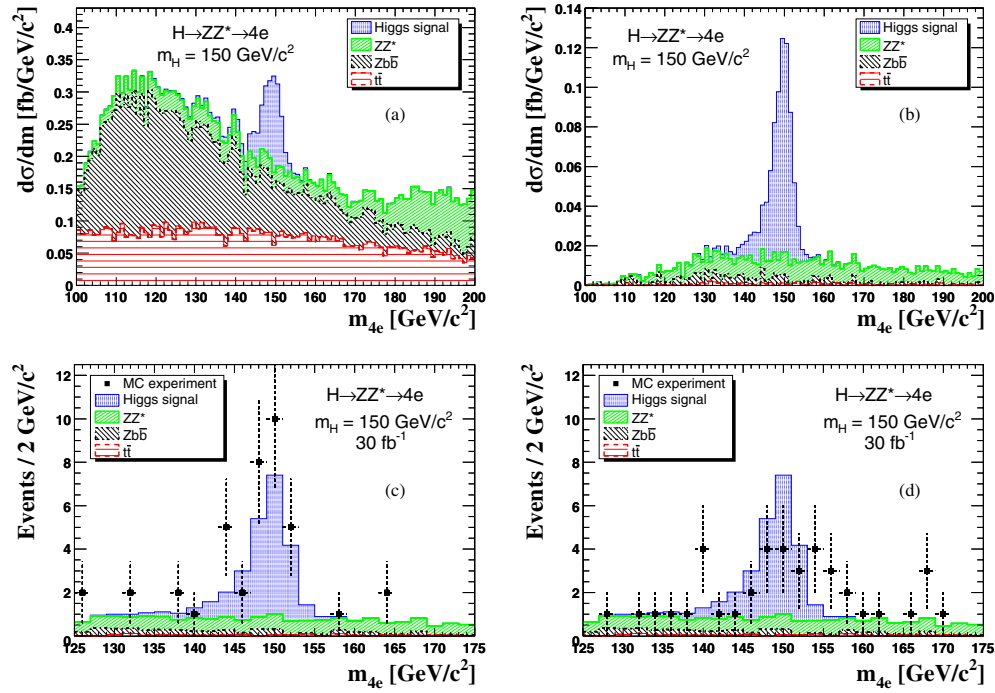 dσ/dm [fb/GeV/c²]
0.4
0.35
0.3
0.25
0.2
0.15
0.1
0.05
0
H→ZZ*→4e
m_H = 150 GeV/c²
Higgs signal
ZZ*
Zbb̄
tt̄
(a)
100 110 120 130 140 150 160 170 180 190 200
m_4e [GeV/c²]
dσ/dm [fb/GeV/c²]
0.14
0.12
0.10
0.08
0.06
0.04
0.02
0
H→ZZ*→4e
m_H = 150 GeV/c²
Higgs signal
ZZ*
Zbb̄
tt̄
(b)
100 110 120 130 140 150 160 170 180 190 200
m_4e [GeV/c²]
Events / 2 GeV/c²
12
10
8
6
4
2
0
MC experiment
Higgs signal
ZZ*
Zbb̄
tt̄
H→ZZ*→4e
m_H = 150 GeV/c²
30 fb⁻¹
(c)
125 130 135 140 145 150 155 160 165 170 175
m_4e [GeV/c²]
Events / 2 GeV/c²
12
10
8
6
4
2
0
MC experiment
Higgs signal
ZZ*
Zbb̄
tt̄
H→ZZ*→4e
m_H = 150 GeV/c²
30 fb⁻¹
(d)
125 130 135 140 145 150 155 160 165 170 175
m_4e [GeV/c²]